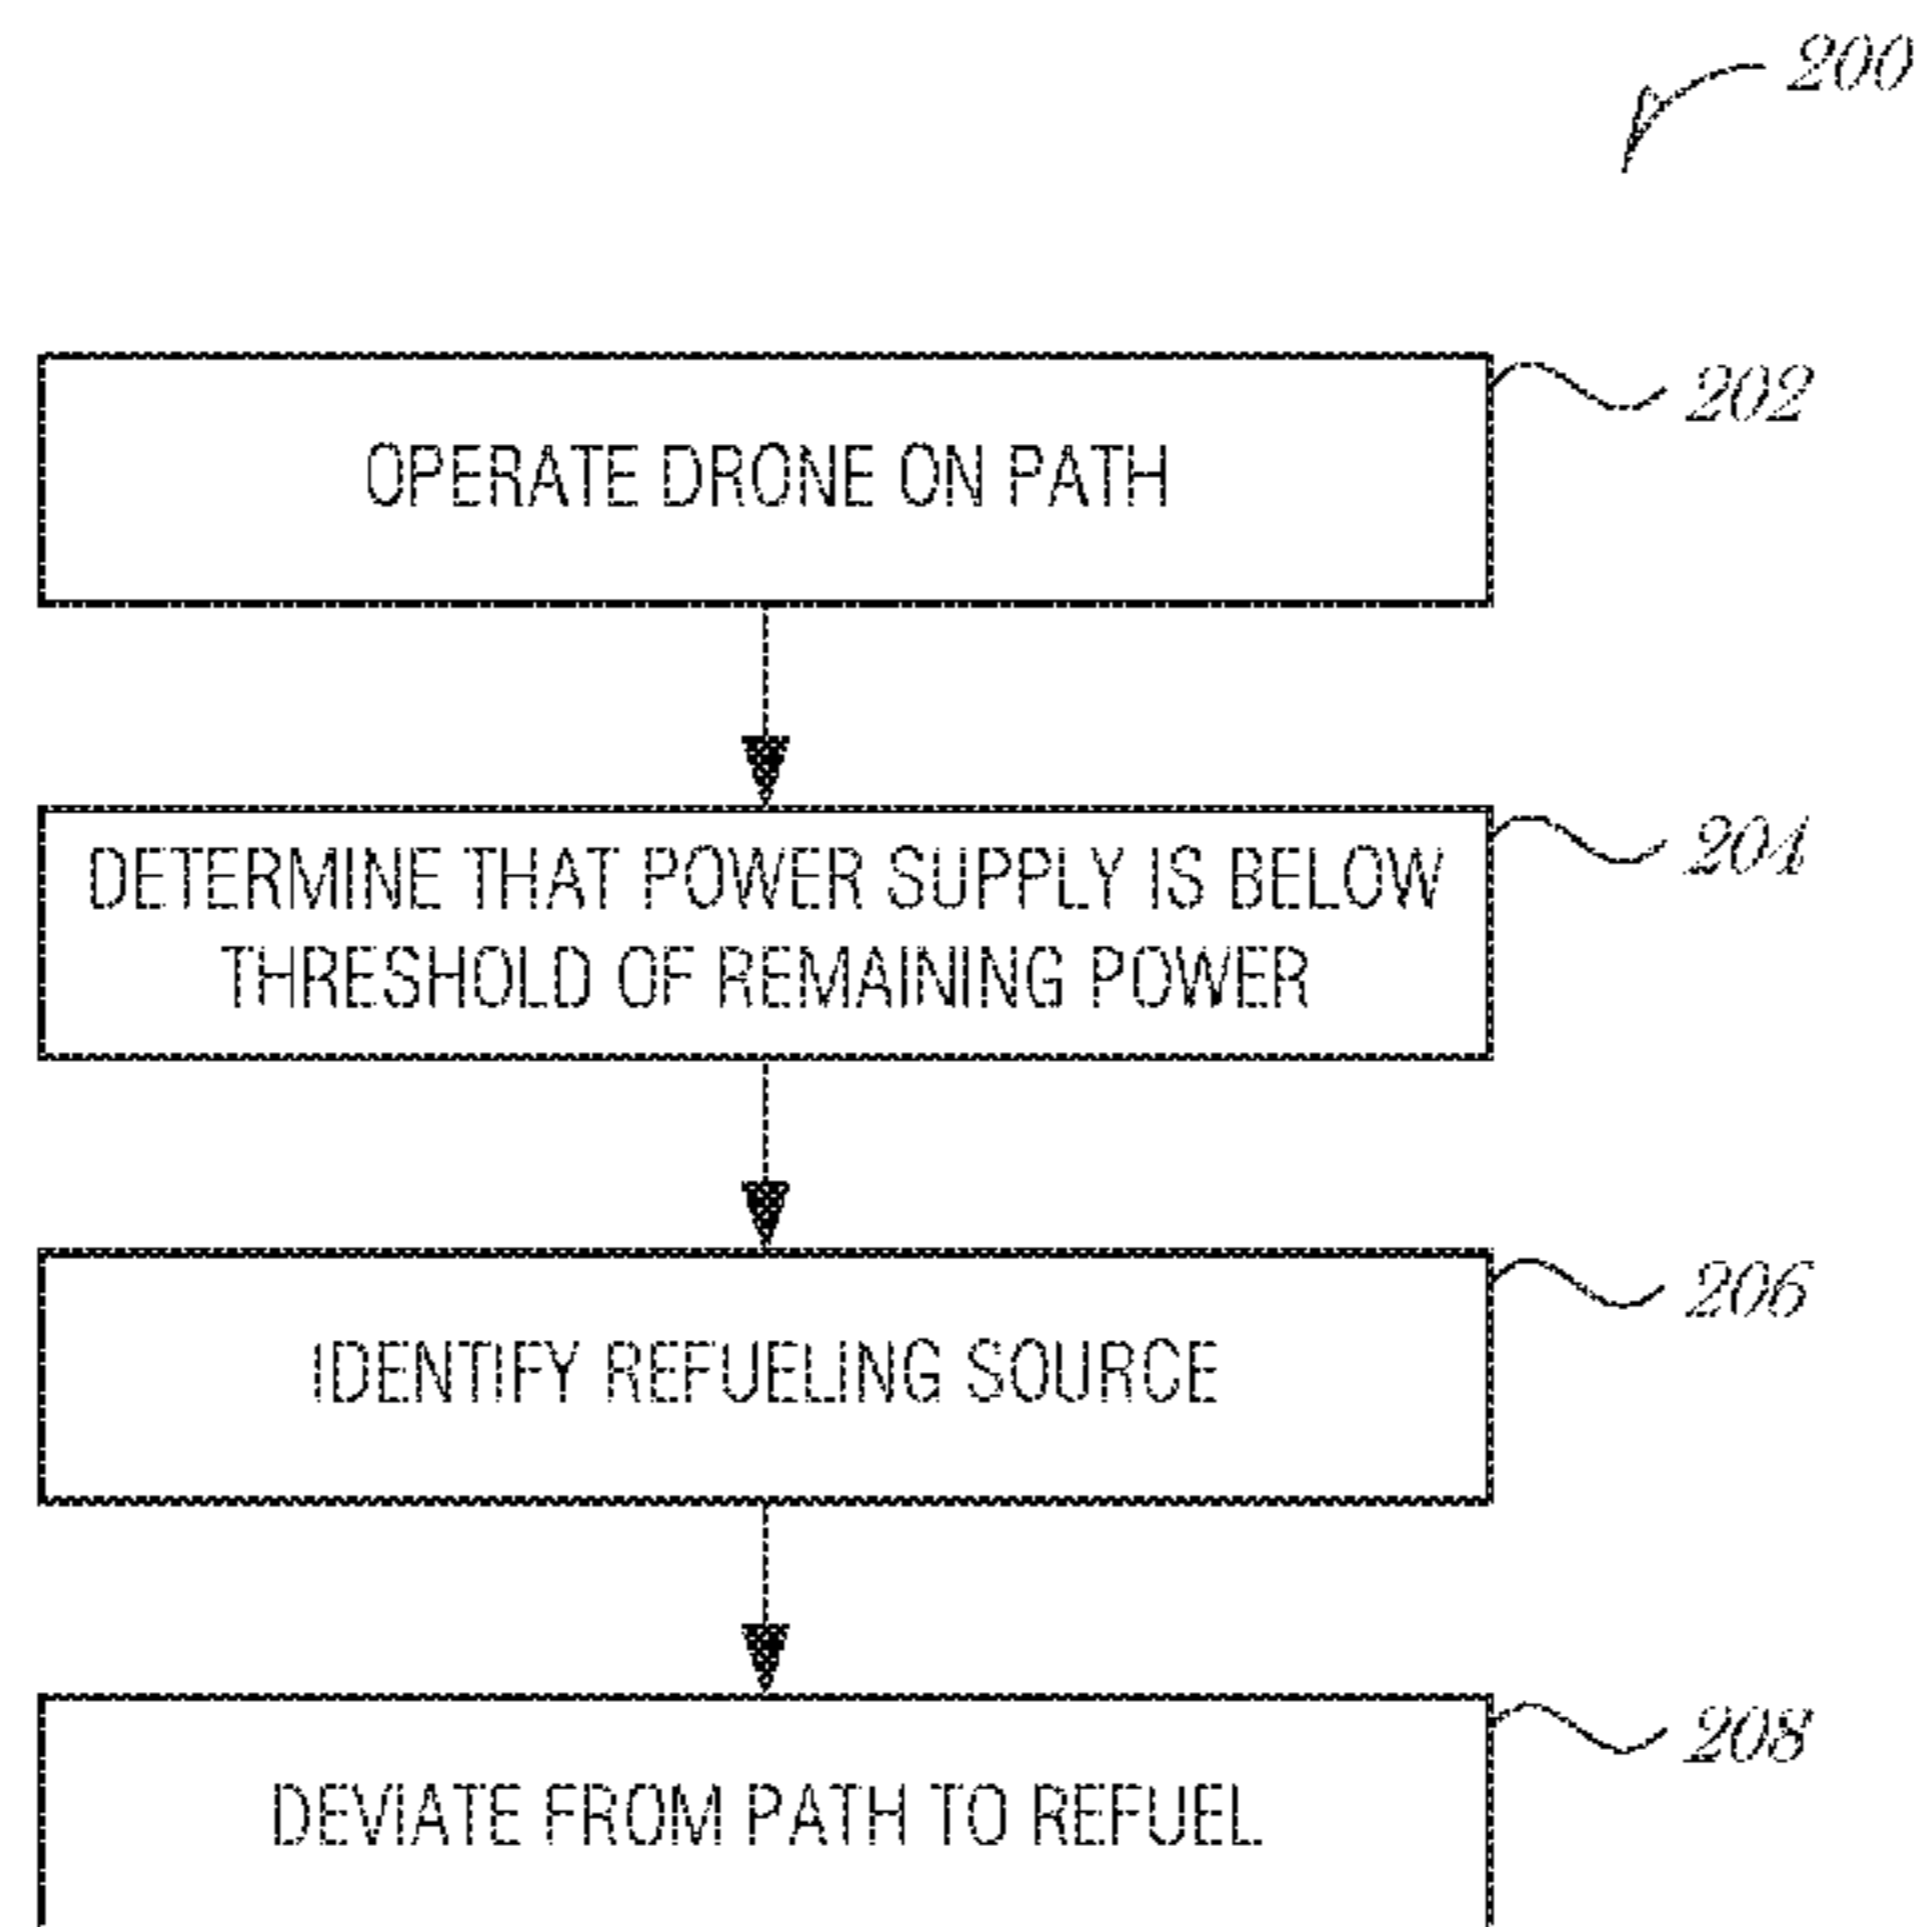 200
OPERATE DRONE ON PATH
202
DETERMINE THAT POWER SUPPLY IS BELOW
THRESHOLD OF REMAINING POWER
204
IDENTIFY REFUELING SOURCE
206
DEVIATE FROM PATH TO REFUEL
208